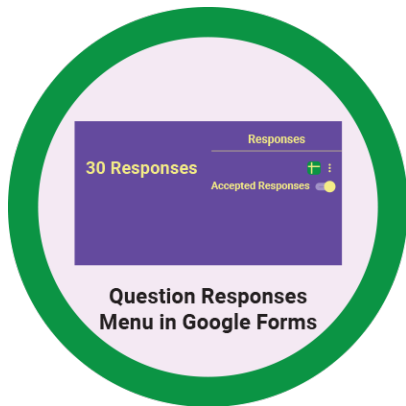 Responses
30 Responses
Accepted Responses
Question Responses
Menu in Google Forms